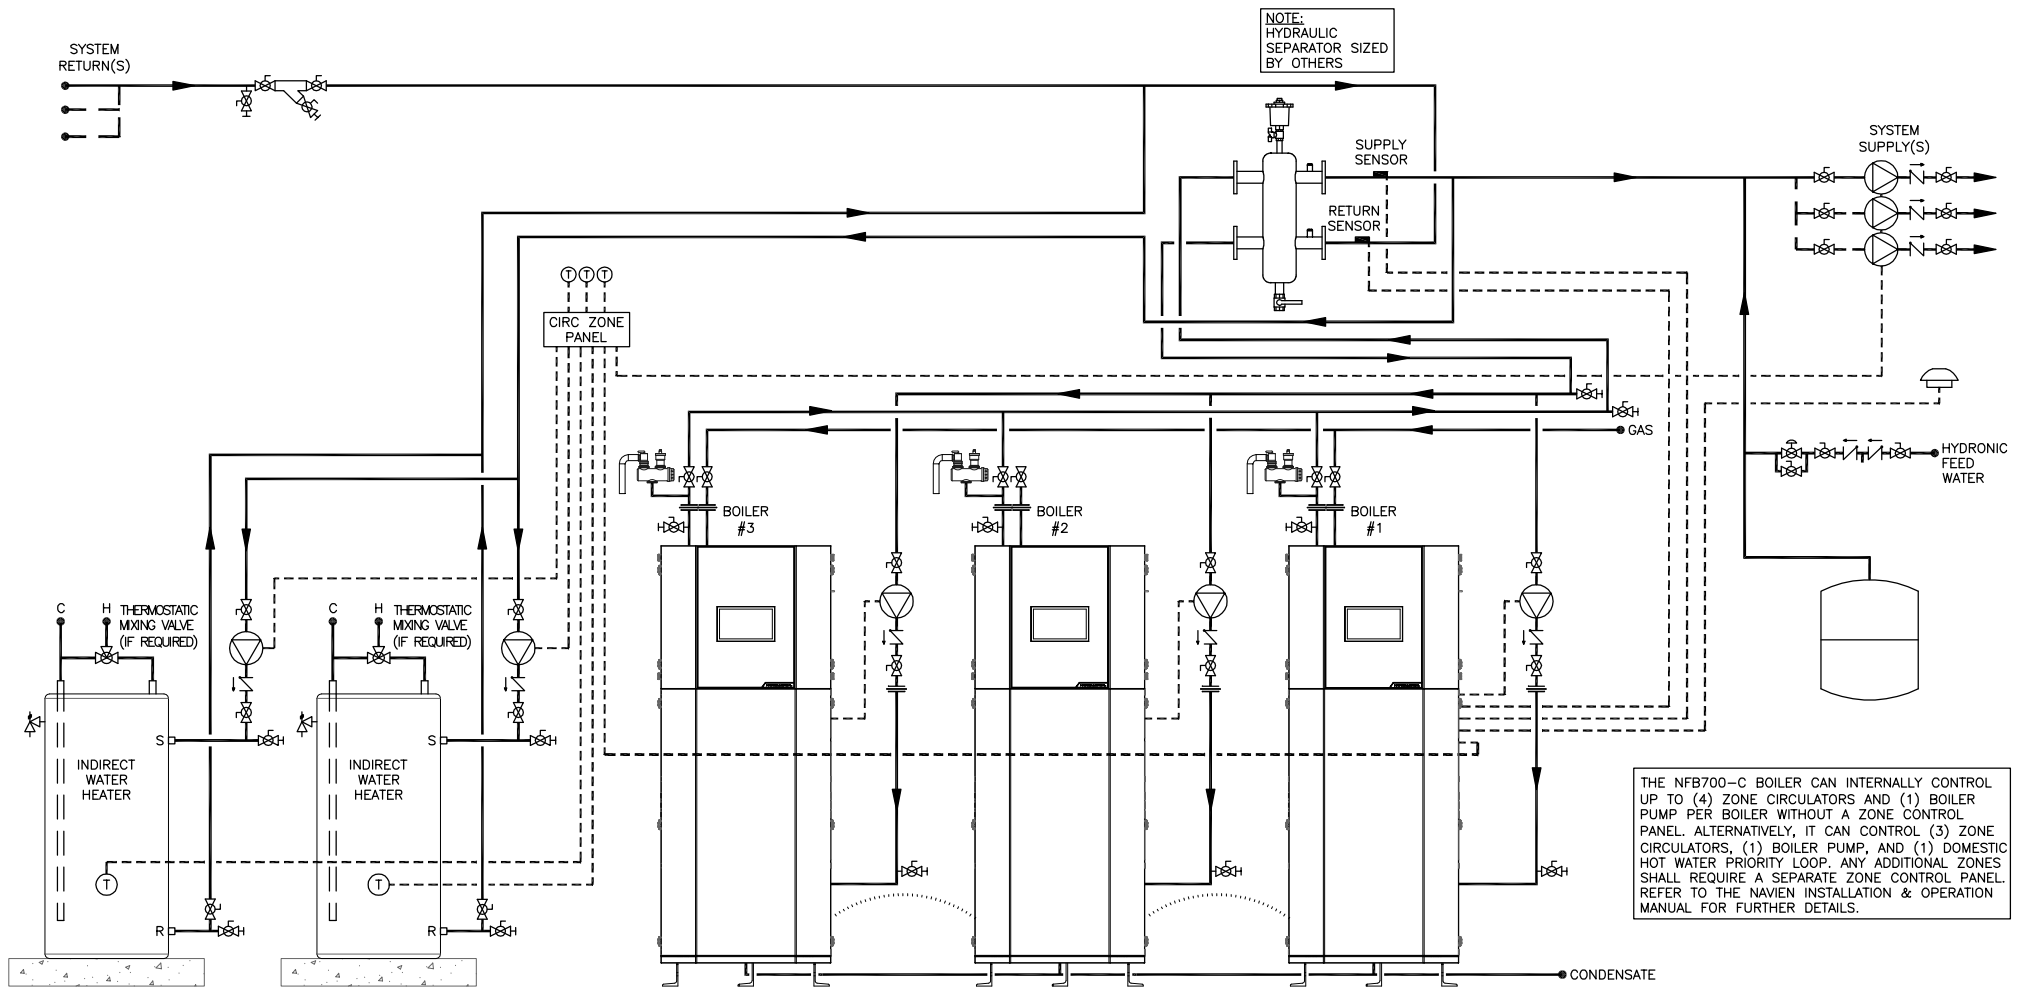 NOTE:
HYDRAULIC
SEPARATOR SIZED
BY OTHERS
SYSTEM
RETURN(S)
SYSTEM
SUPPLY(S)
SUPPLY
SENSOR
RETURN
SENSOR
T T T
CIRC ZONE
PANEL
GAS
HYDRONIC
FEED
WATER
BOILER
#3
BOILER
#2
BOILER
#1
C H THERMOSTATIC
MIXING VALVE
(IF REQUIRED)
C H THERMOSTATIC
MIXING VALVE
(IF REQUIRED)
S
S
INDIRECT
WATER
HEATER
INDIRECT
WATER
HEATER
T
T
R
R
THE NFB700-C BOILER CAN INTERNALLY CONTROL
UP TO (4) ZONE CIRCULATORS AND (1) BOILER
PUMP PER BOILER WITHOUT A ZONE CONTROL
PANEL. ALTERNATIVELY, IT CAN CONTROL (3) ZONE
CIRCULATORS, (1) BOILER PUMP, AND (1) DOMESTIC
HOT WATER PRIORITY LOOP. ANY ADDITIONAL ZONES
SHALL REQUIRE A SEPARATE ZONE CONTROL PANEL.
REFER TO THE NAVIEN INSTALLATION & OPERATION
MANUAL FOR FURTHER DETAILS.
CONDENSATE